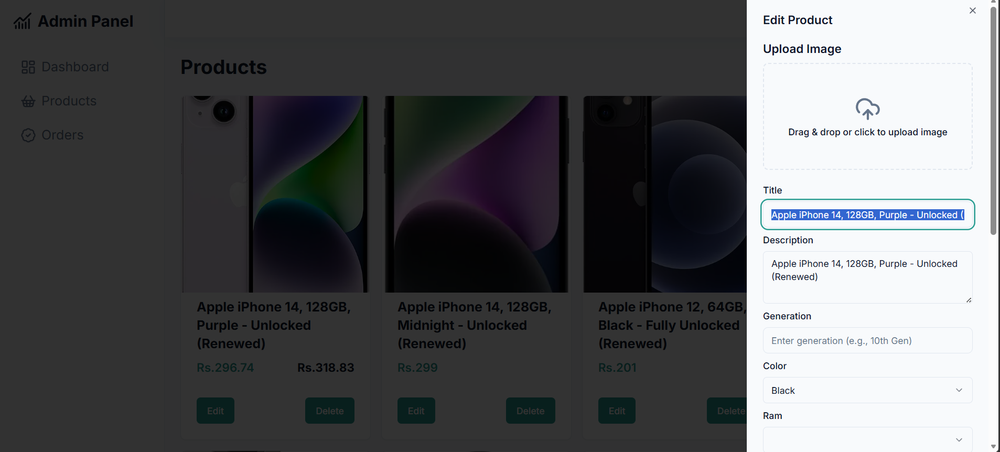 Admin Panel
Dashboard
Products
Orders
Products
Apple iPhone 14, 128GB,
Purple - Unlocked
(Renewed)
Rs.296.74
Rs.318.83
Edit
Delete
Apple iPhone 14, 128GB,
Midnight - Unlocked
(Renewed)
Rs.299
Edit
Delete
Apple iPhone 12, 64GB,
Black - Fully Unlocked
(Renewed)
Rs.201
Edit
Delete
Edit Product
Upload Image
Drag & drop or click to upload image
Title
Apple iPhone 14, 128GB, Purple - Unlocked (
Description
Apple iPhone 14, 128GB, Purple - Unlocked
(Renewed)
Generation
Enter generation (e.g., 10th Gen)
Color
Black
Ram